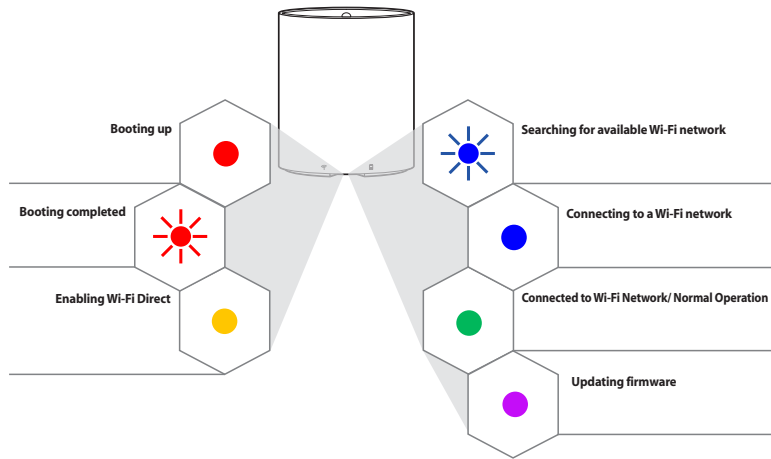 Booting up
Booting completed
Enabling Wi-Fi Direct
Searching for available Wi-Fi network
Connecting to a Wi-Fi network
Connected to Wi-Fi Network/ Normal Operation
Updating firmware